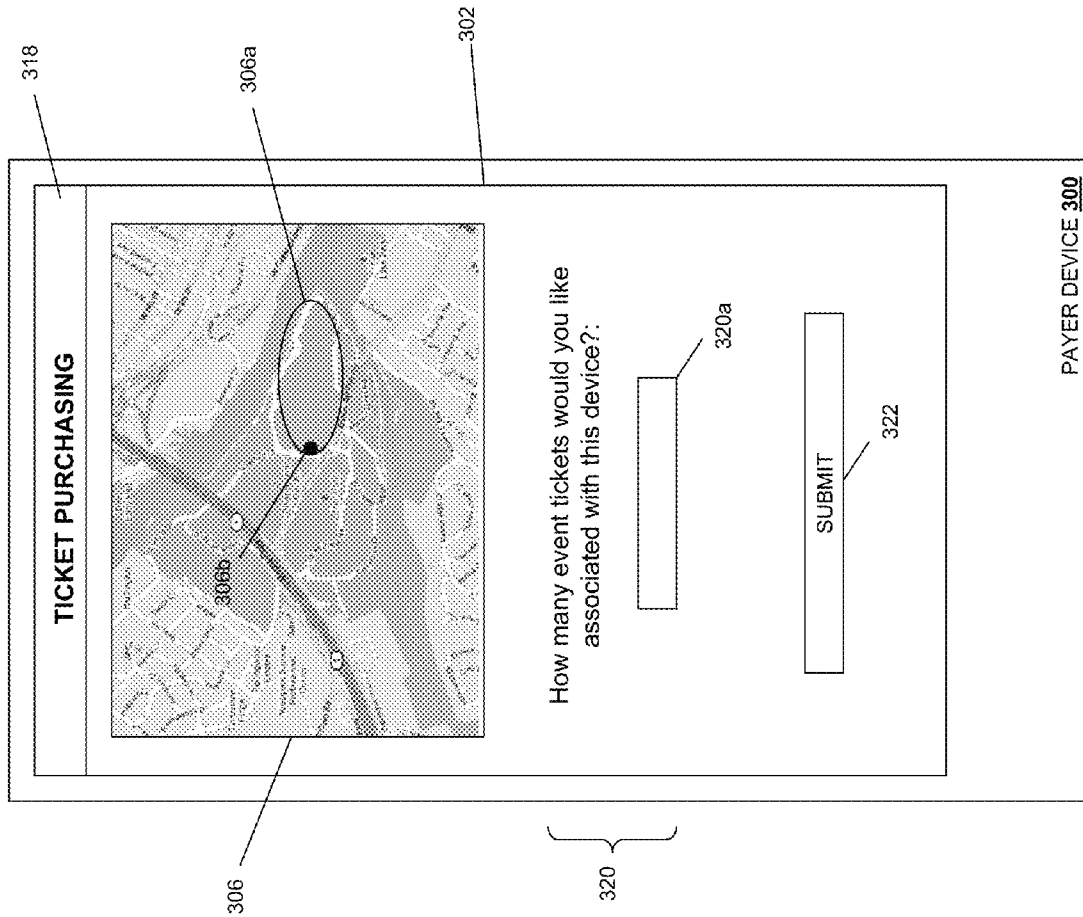 318
TICKET PURCHASING
306a
302
306b
306
How many event tickets would you like
associated with this device?:
320
320a
SUBMIT
322
PAYER DEVICE 300